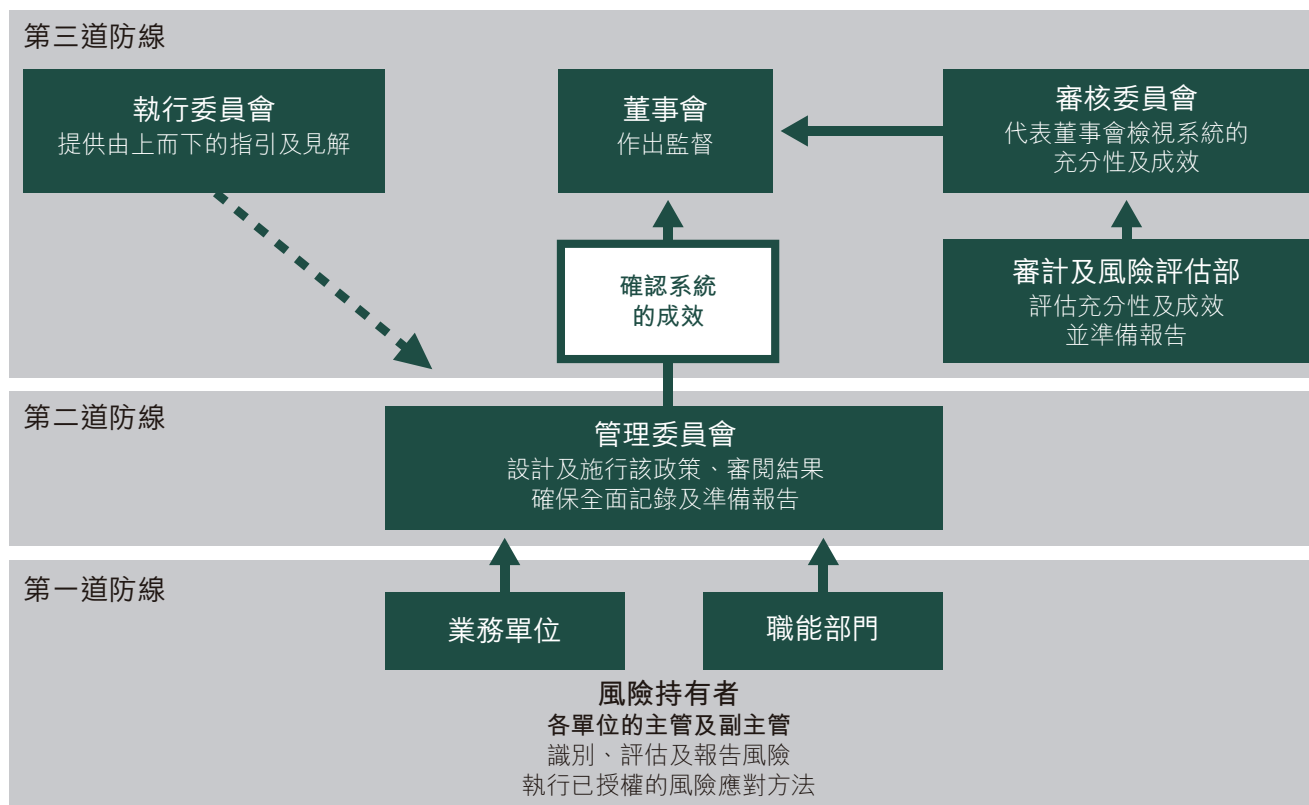 第三道防線
執行委員會
提供由上而下的指引及見解
董事會
作出監督
審核委員會
代表董事會檢視系統的
充分性及成效
確認系統
的成效
審計及風險評估部
評估充分性及成效
並準備報告
第二道防線
管理委員會
設計及施行該政策、審閱結果
確保全面記錄及準備報告
第一道防線
業務單位
職能部門
風險持有者
各單位的主管及副主管
識別、評估及報告風險
執行已授權的風險應對方法